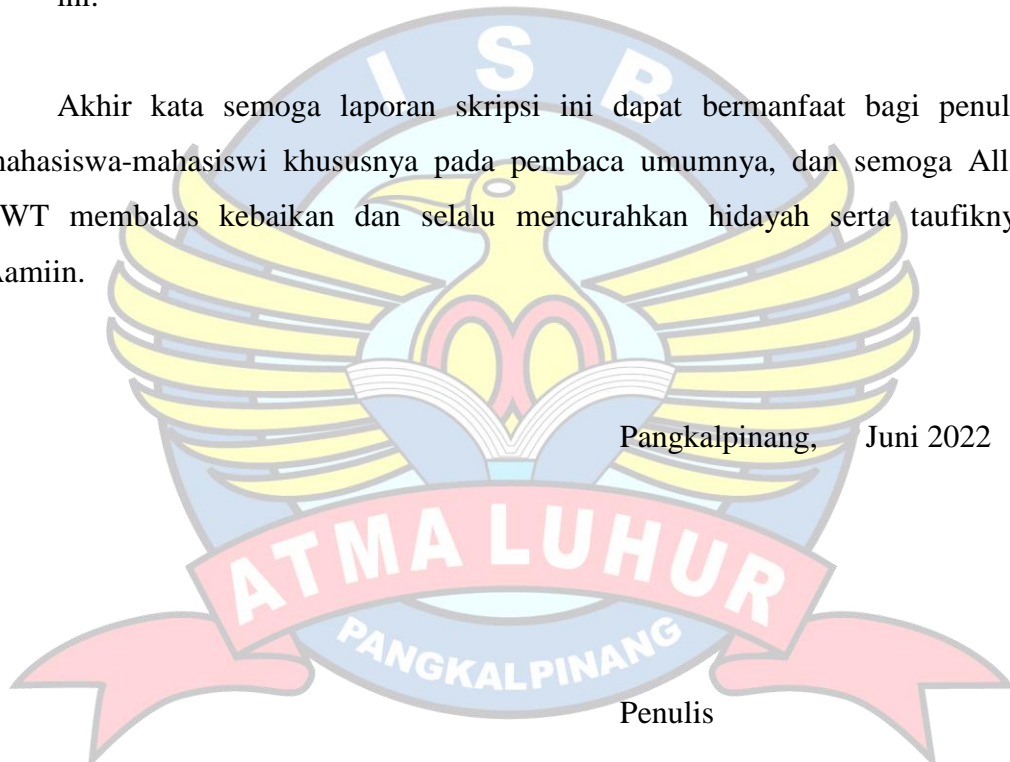 ini.
Akhir kata semoga laporan skripsi ini dapat bermanfaat bagi penul
mahasiswa-mahasiswi khususnya pada pembaca umumnya, dan semoga All
WT membalas kebaikan dan selalu mencurahkan hidayah serta taufikny
Aamiin.
Pangkalpinang, Juni 2022
Penulis
I S B
ATMA LUHUR
PANGKALPINANG